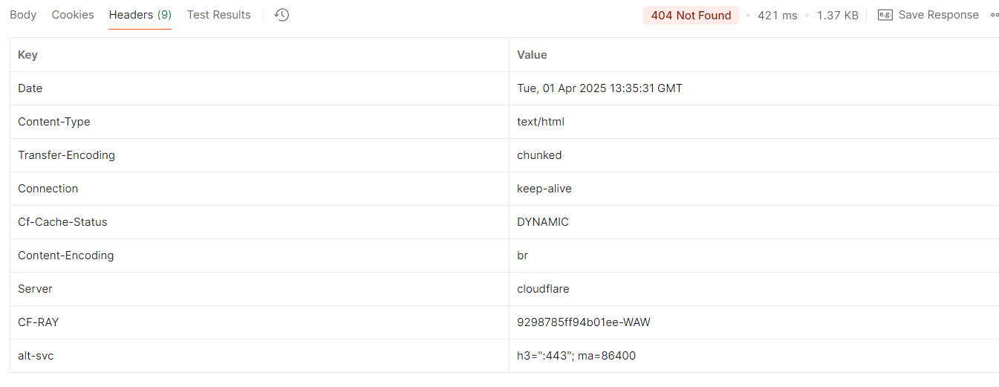 Body Cookies Headers (9) Test Results 404 Not Found 421 ms 1.37 KB e.g. Save Response
Key Value
Date Tue, 01 Apr 2025 13:35:31 GMT
Content-Type text/html
Transfer-Encoding chunked
Connection keep-alive
Cf-Cache-Status DYNAMIC
Content-Encoding br
Server cloudflare
CF-RAY 9298785ff94b01ee-WAW
alt-svc h3=":443"; ma=86400